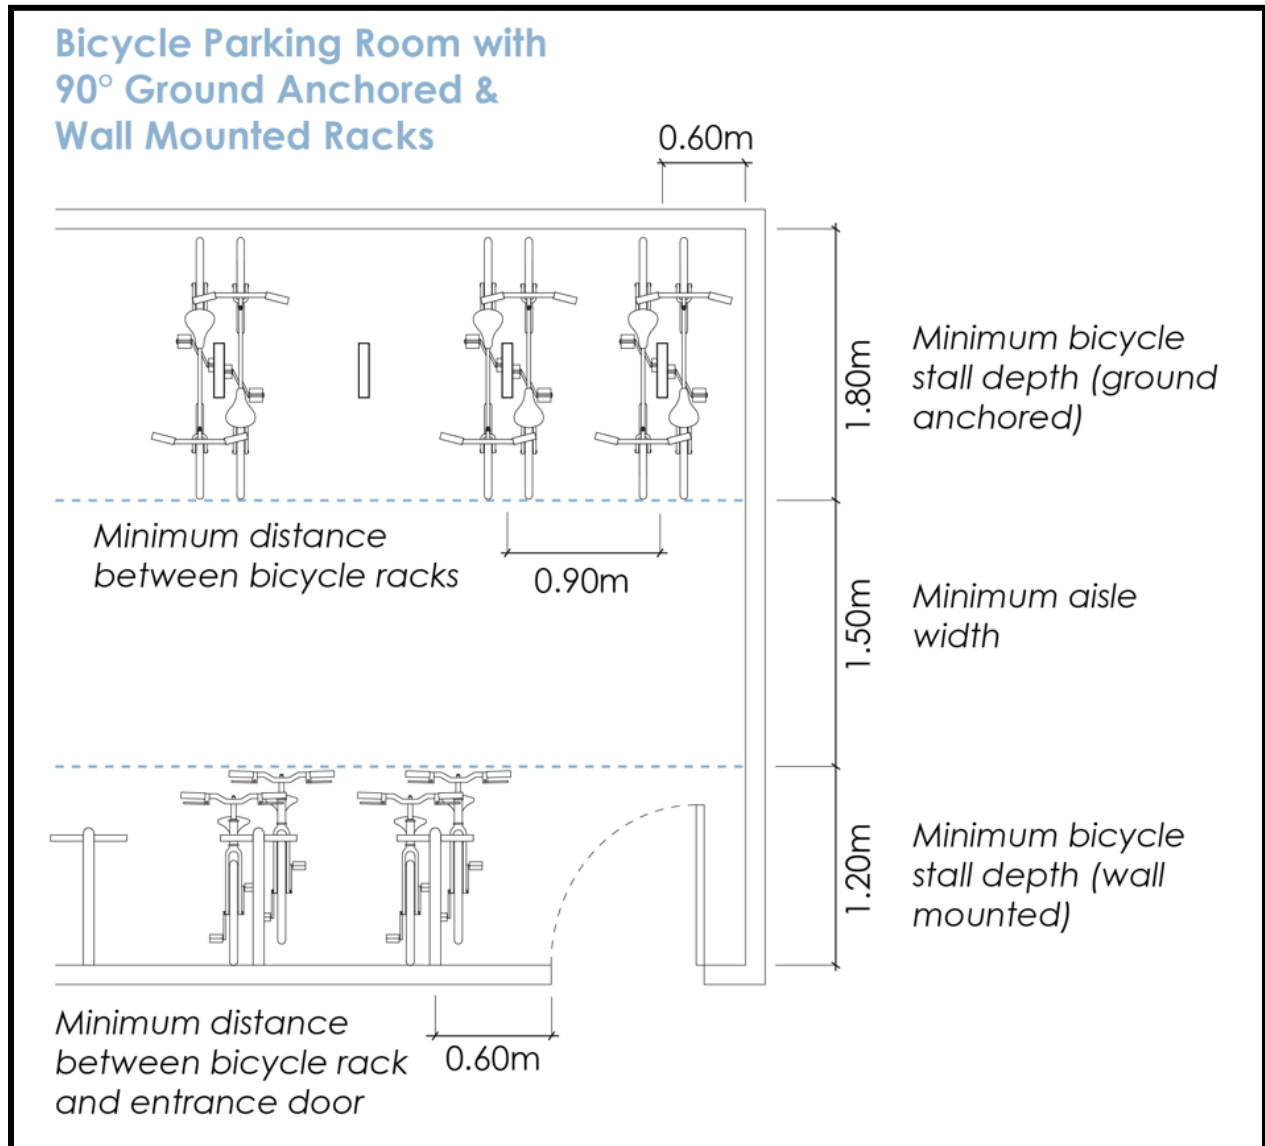 Bicycle Parking Room with
90° Ground Anchored &
Wall Mounted Racks
0.60m
1.80m
Minimum bicycle
stall depth (ground
anchored)
Minimum distance
between bicycle racks
0.90m
1.50m
Minimum aisle
width
1.20m
Minimum bicycle
stall depth (wall
mounted)
Minimum distance
between bicycle rack
and entrance door
0.60m